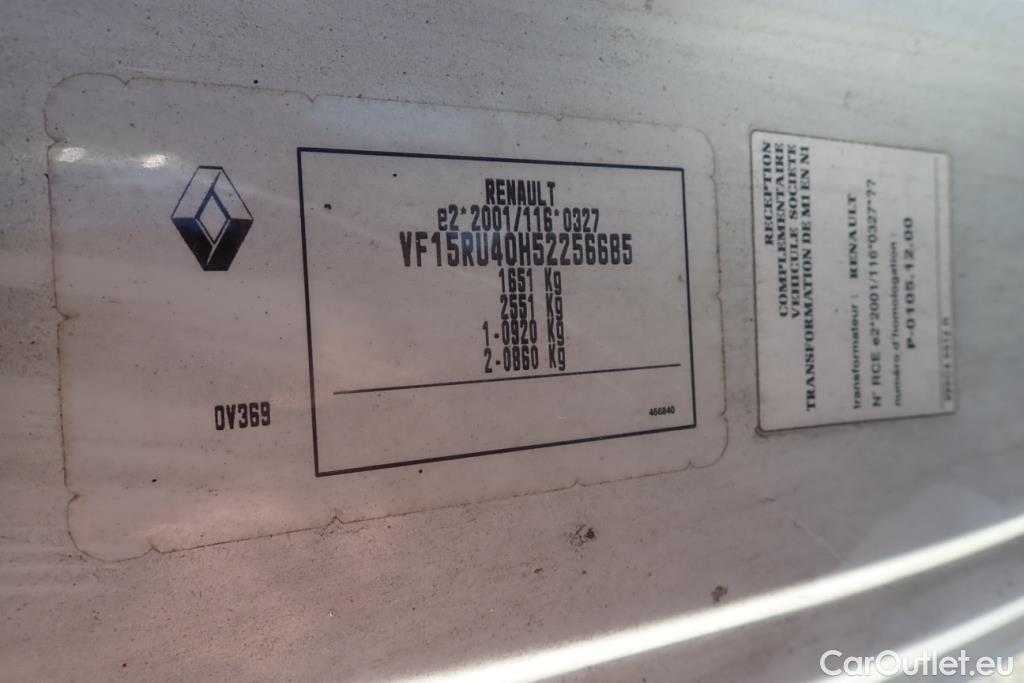 RENAULT
e2*2001/116*0327
VF15RU40H52256685
1651 Kg
2551 Kg
1-0920 Kg
2-0860 Kg
0V369
466840
RECEPTION
COMPLEMENTAIRE
VEHICULE SOCIETE
TRANSFORMATION DE M1 EN N1
transformateur : RENAULT
N° RCE e2*2001/116*0327*??
numéro d'homologation :
P-0105.12.00
CarOutlet.eu